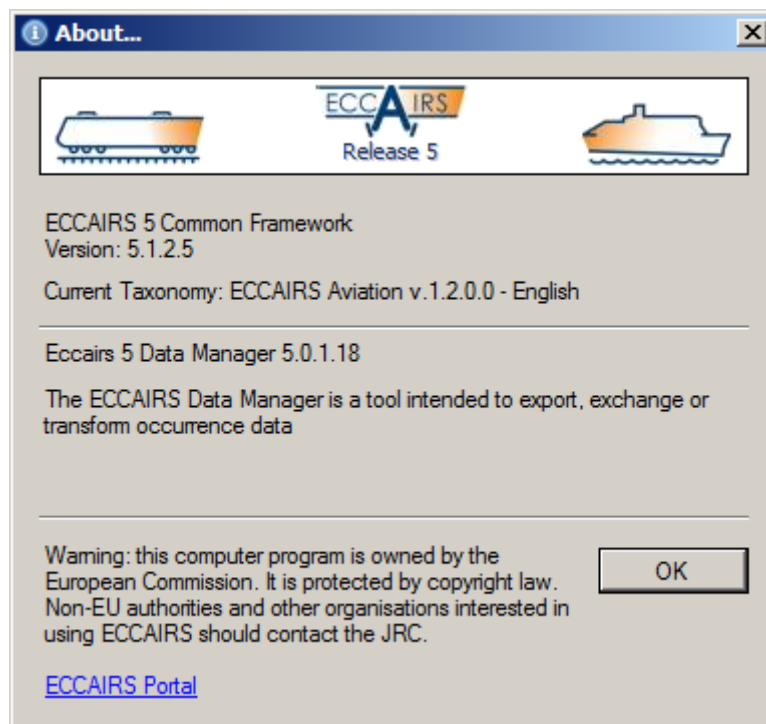 About...
ECCAIRS
Release 5
ECCAIRS 5 Common Framework
Version: 5.1.2.5
Current Taxonomy: ECCAIRS Aviation v.1.2.0.0 - English
Eccairs 5 Data Manager 5.0.1.18
The ECCAIRS Data Manager is a tool intended to export, exchange or
transform occurrence data
Warning: this computer program is owned by the
European Commission. It is protected by copyright law.
Non-EU authorities and other organisations interested in
using ECCAIRS should contact the JRC.
OK
ECCAIRS Portal